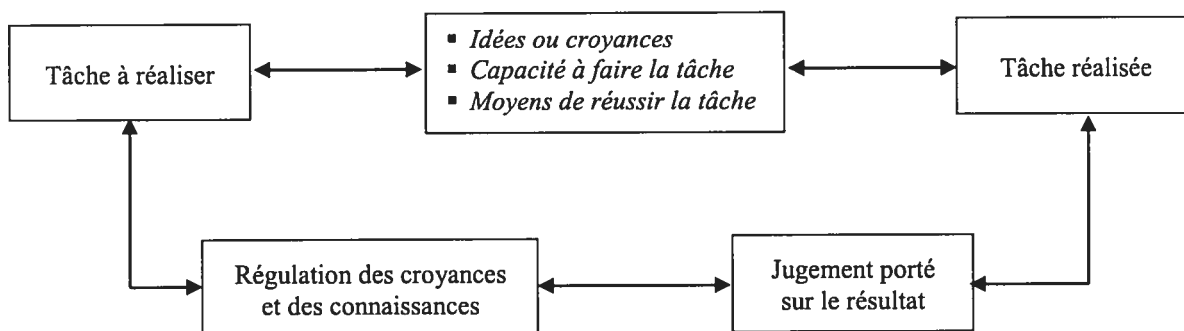 Tâche à réaliser
▪ Idées ou croyances
▪ Capacité à faire la tâche
▪ Moyens de réussir la tâche
Tâche réalisée
Régulation des croyances
et des connaissances
Jugement porté
sur le résultat